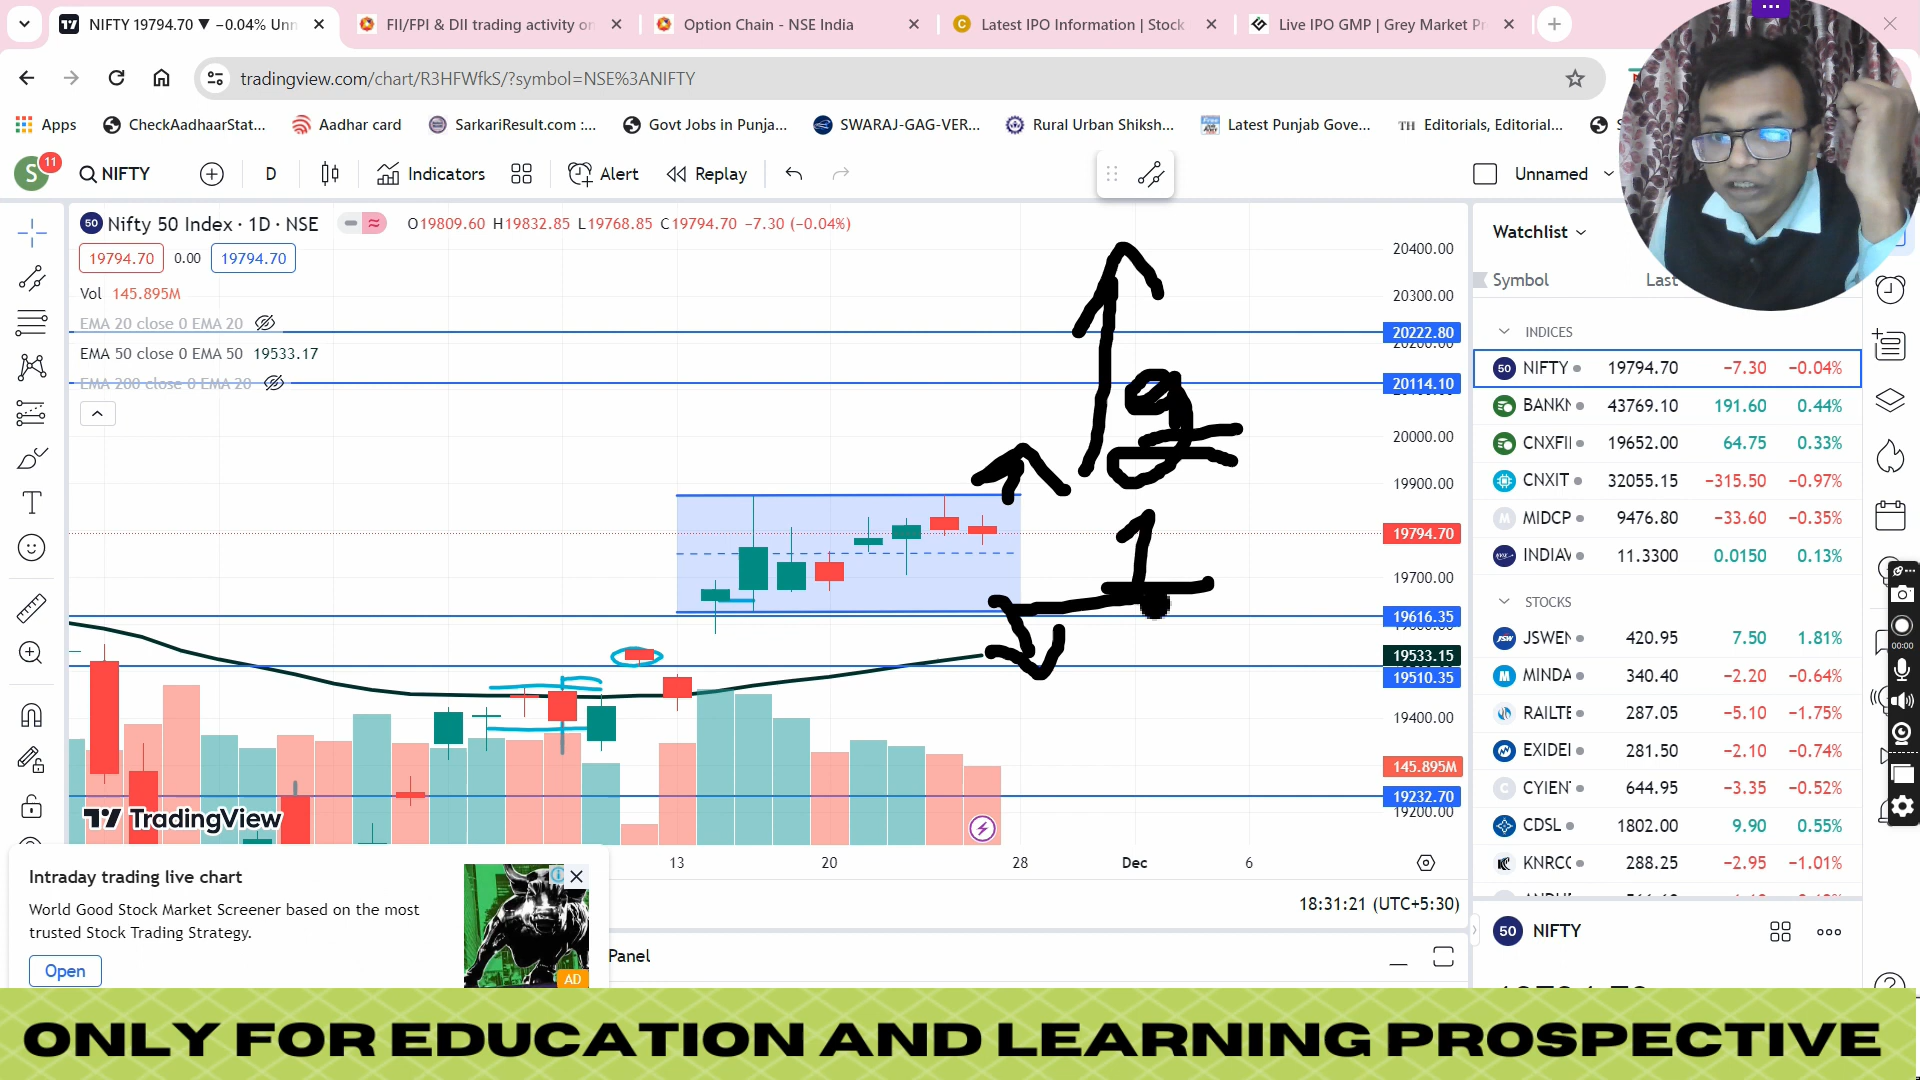 NIFTY 19794.70 ▼ −0.04% Unn
FII/FPI & DII trading activity on
Option Chain - NSE India
Latest IPO Information | Stock
Live IPO GMP | Grey Market Pr
tradingview.com/chart/R3HFWfkS/?symbol=NSE%3ANIFTY
Apps
CheckAadhaarStat...
Aadhar card
SarkariResult.com :...
Govt Jobs in Punja...
SWARAJ-GAG-VER...
Rural Urban Shiksh...
Latest Punjab Gove...
TH Editorials, Editorial...
S 11
NIFTY
D
Indicators
Alert
Replay
Unnamed
50 Nifty 50 Index · 1D · NSE
O19809.60 H19832.85 L19768.85 C19794.70 −7.30 (−0.04%)
19794.70 0.00 19794.70
Vol 145.895M
EMA 20 close 0 EMA 20
EMA 50 close 0 EMA 50 19533.17
EMA 200 close 0 EMA 20
20400.00
20300.00
20222.80
20200.00
20114.10
20000.00
19900.00
19794.70
19700.00
19616.35
19533.15
19510.35
19400.00
145.895M
19232.70
19200.00
1
TradingView
13 20 28 Dec 6
18:31:21 (UTC+5:30)
Panel
Intraday trading live chart
World Good Stock Market Screener based on the most
trusted Stock Trading Strategy.
Open
AD
Watchlist
Symbol Last
INDICES
50 NIFTY 19794.70 −7.30 −0.04%
BANKN 43769.10 191.60 0.44%
CNXFII 19652.00 64.75 0.33%
CNXIT 32055.15 −315.50 −0.97%
M MIDCP 9476.80 −33.60 −0.35%
INDIAV 11.3300 0.0150 0.13%
STOCKS
JSWEN 420.95 7.50 1.81%
M MINDA 340.40 −2.20 −0.64%
RAILTE 287.05 −5.10 −1.75%
EXIDEI 281.50 −2.10 −0.74%
C CYIEN 644.95 −3.35 −0.52%
CDSL 1802.00 9.90 0.55%
KNRCC 288.25 −2.95 −1.01%
50 NIFTY
00:00
ONLY FOR EDUCATION AND LEARNING PROSPECTIVE